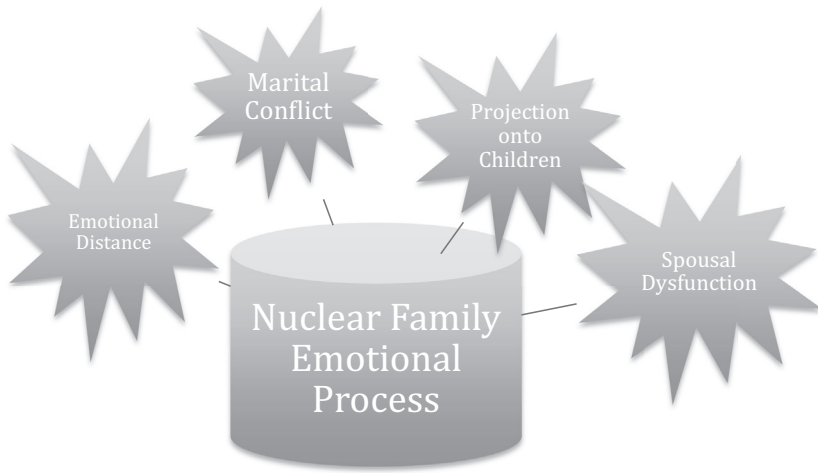 Marital
Conflict
Projection
onto
Children
Emotional
Distance
Spousal
Dysfunction
Nuclear Family
Emotional
Process